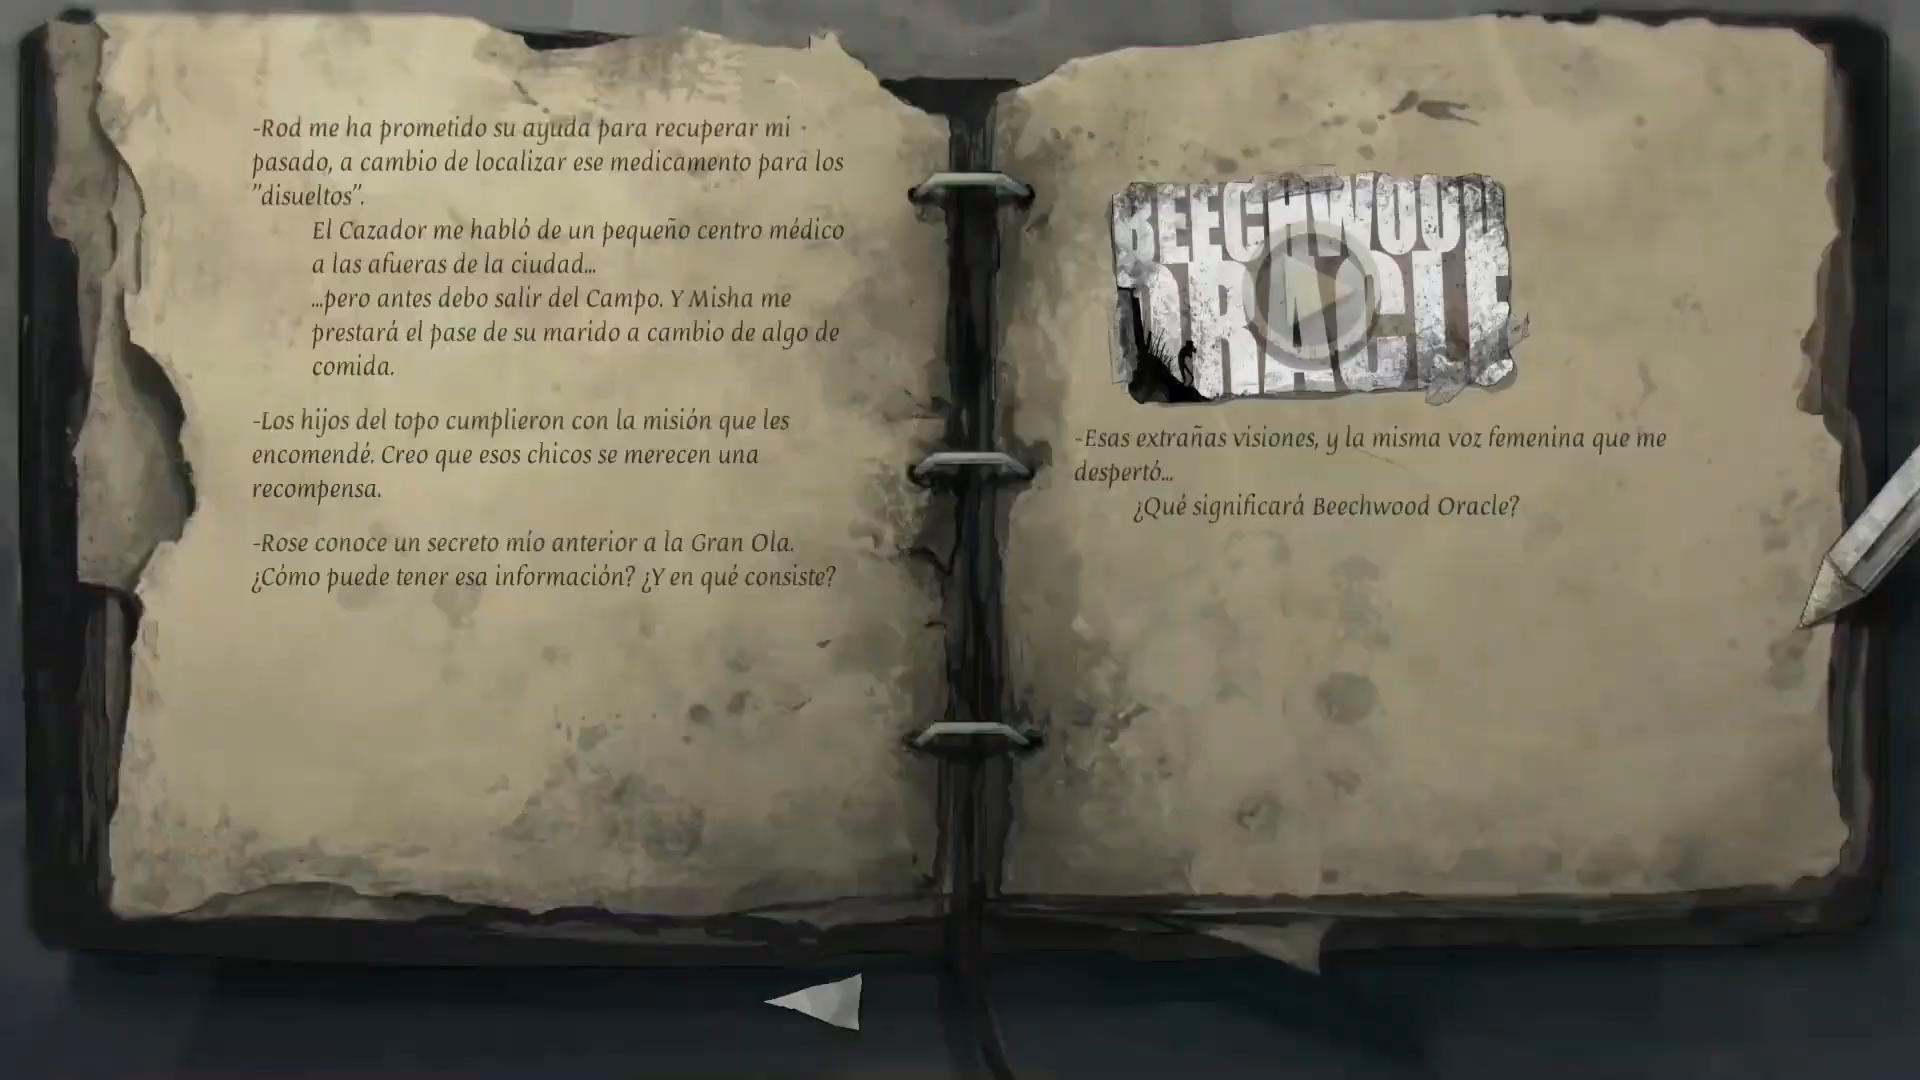 -Rod me ha prometido su ayuda para recuperar mi
pasado, a cambio de localizar ese medicamento para los
"disueltos".
El Cazador me habló de un pequeño centro médico
a las afueras de la ciudad...
...pero antes debo salir del Campo. Y Misha me
prestará el pase de su marido a cambio de algo de
comida.
-Los hijos del topo cumplieron con la misión que les
encomendé. Creo que esos chicos se merecen una
recompensa.
-Rose conoce un secreto mío anterior a la Gran Ola.
¿Cómo puede tener esa información? ¿Y en qué consiste?
BEECHWOOD
ORACLE
-Esas extrañas visiones, y la misma voz femenina que me
despertó...
¿Qué significará Beechwood Oracle?